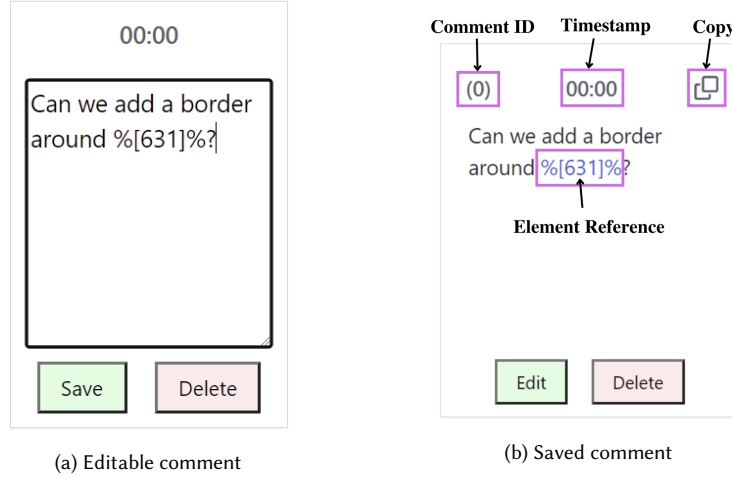 00:00
Can we add a border
around %[631]%?
Save
Delete
(a) Editable comment
Comment ID
Timestamp
Copy
(0)
00:00
Can we add a border
around %[631]%?
Element Reference
Edit
Delete
(b) Saved comment